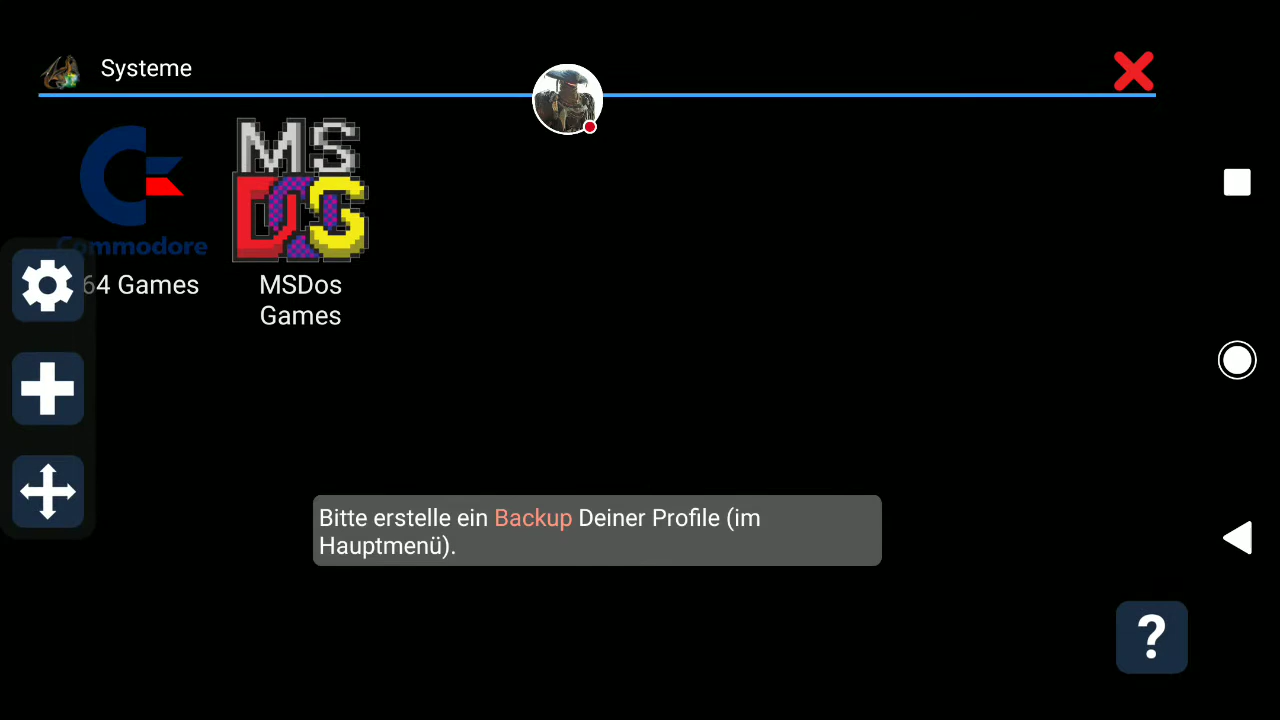 Systeme
MS
DOS
Commodore
64 Games
MSDos
Games
Bitte erstelle ein Backup Deiner Profile (im
Hauptmenü).
?